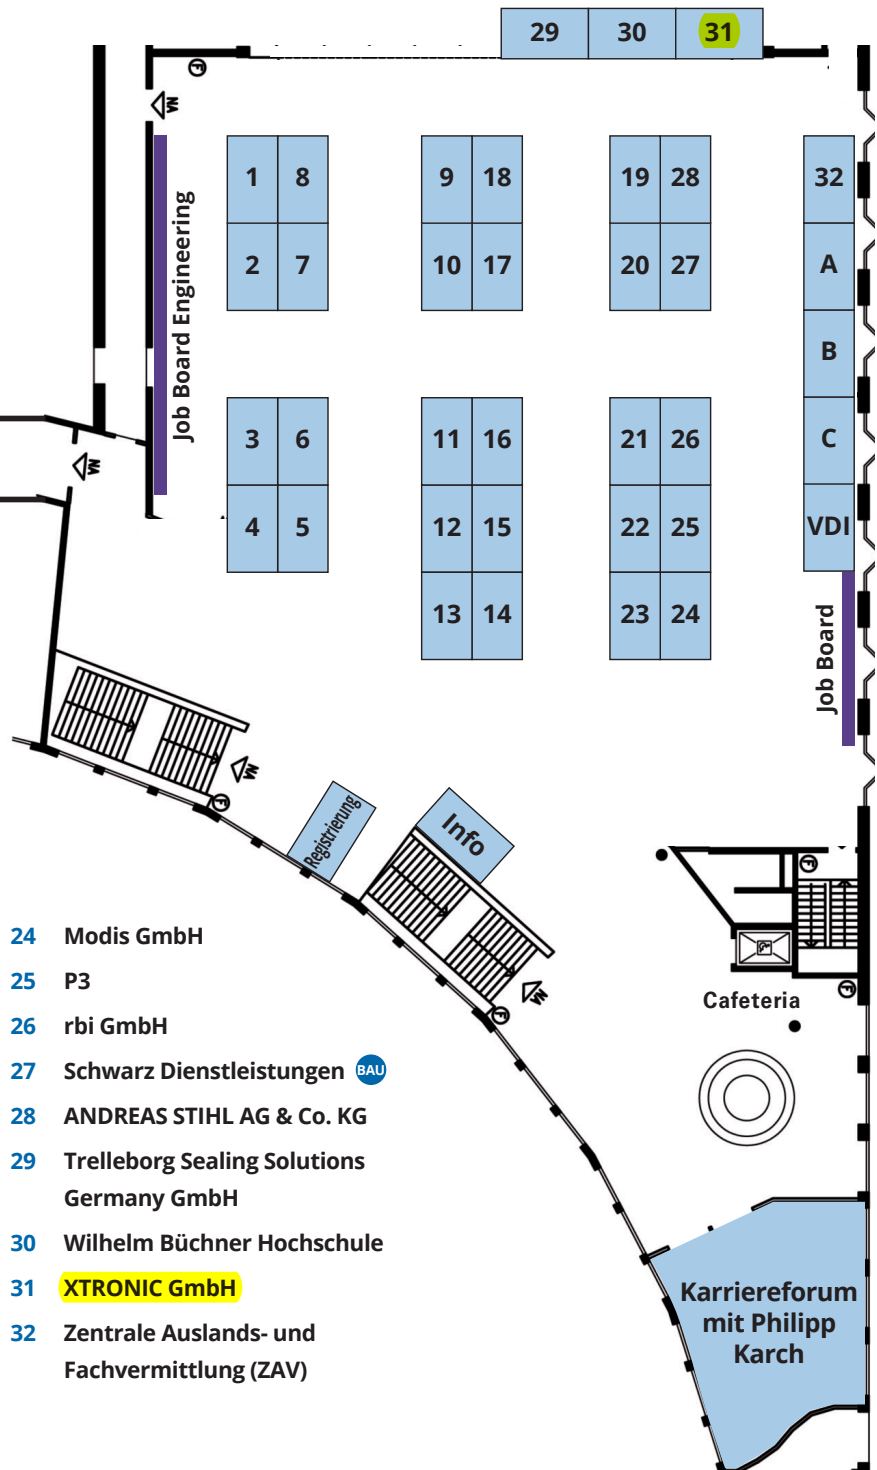 29 30 31
F
NA
1 8 9 18 19 28 32
2 7 10 17 20 27 A
Job Board Engineering
B
3 6 11 16 21 26 C
NA
4 5 12 15 22 25 VDI
13 14 23 24
Job Board
NA
F
Registrierung
Info
F
NA
F
F
Cafeteria
24 Modis GmbH
25 P3
26 rbi GmbH
27 Schwarz Dienstleistungen BAU
28 ANDREAS STIHL AG & Co. KG
29 Trelleborg Sealing Solutions
Germany GmbH
30 Wilhelm Büchner Hochschule
31 XTRONIC GmbH
32 Zentrale Auslands- und
Fachvermittlung (ZAV)
Karriereforum
mit Philipp
Karch